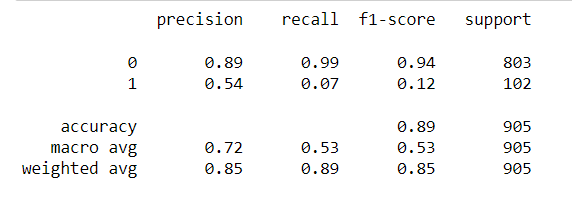 precision recall f1-score support
0 0.89 0.99 0.94 803
1 0.54 0.07 0.12 102
accuracy 0.89 905
macro avg 0.72 0.53 0.53 905
weighted avg 0.85 0.89 0.85 905